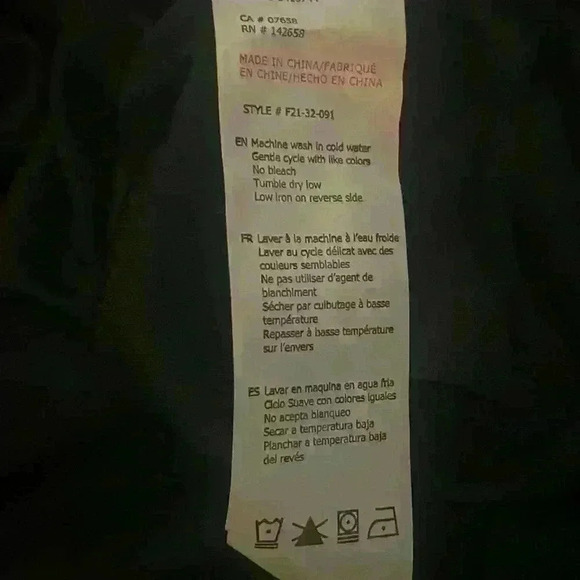 CA # 07658
RN # 142658
MADE IN CHINA/FABRIQUÉ
EN CHINE/HECHO EN CHINA
STYLE # F21-32-091
EN Machine wash in cold water
Gentle cycle with like colors
No bleach
Tumble dry low
Low iron on reverse side
FR Laver à la machine à l'eau froide
Laver au cycle délicat avec des
couleurs semblables
Ne pas utiliser d'agent de
blanchiment
Sécher par culbutage à basse
température
Repasser à basse température
sur l'envers
ES Lavar en maquina en agua fria
Ciclo Suave con colores iguales
No acepta blanqueo
Secar a temperatura baja
Planchar a temperatura baja
del revés